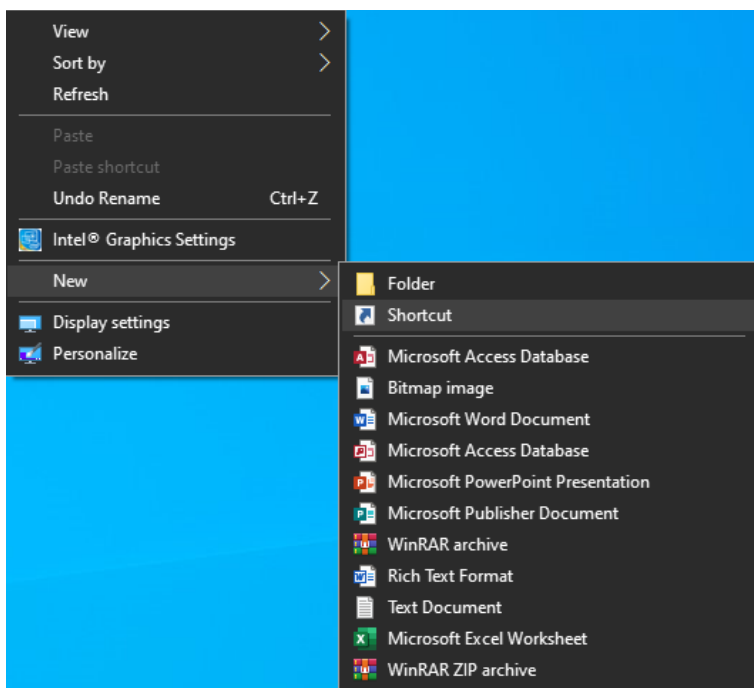 View
Sort by
Refresh
Paste
Paste shortcut
Undo Rename Ctrl+Z
Intel® Graphics Settings
New
Display settings
Personalize
Folder
Shortcut
Microsoft Access Database
Bitmap image
Microsoft Word Document
Microsoft Access Database
Microsoft PowerPoint Presentation
Microsoft Publisher Document
WinRAR archive
Rich Text Format
Text Document
Microsoft Excel Worksheet
WinRAR ZIP archive